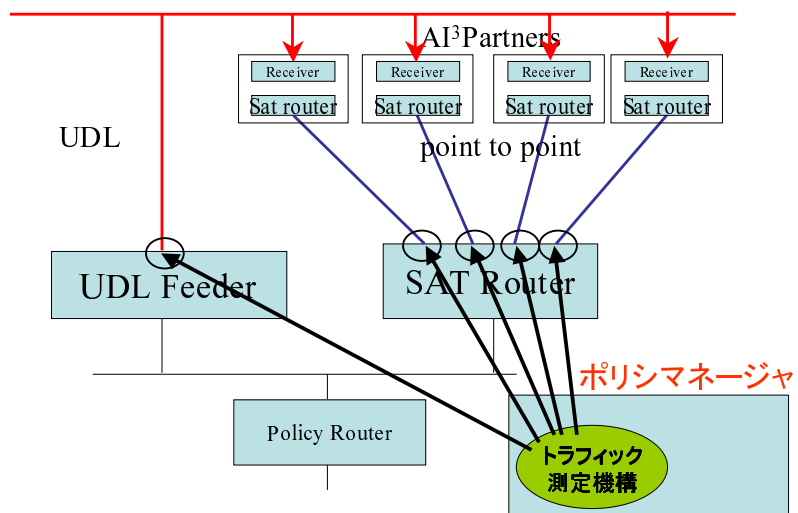 AI³Partners
Receiver
Receiver
Receiver
Receiver
Sat router
Sat router
Sat router
Sat router
UDL
point to point
UDL Feeder
SAT Router
ポリシマネージャ
Policy Router
トラフィック
測定機構